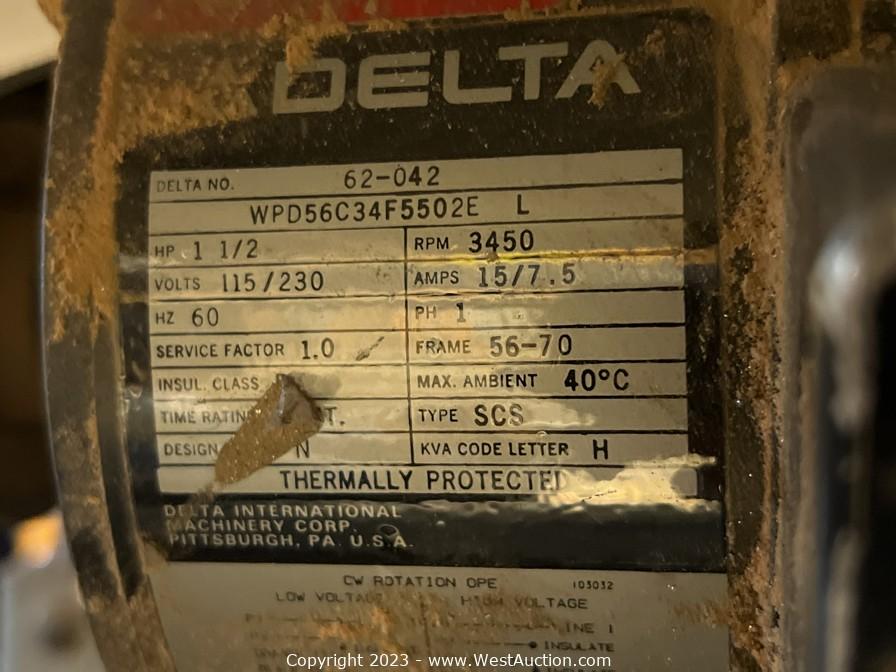 DELTA
DELTA NO. 62-042
WPD56C34F5502E L
HP 1 1/2 RPM 3450
VOLTS 115/230 AMPS 15/7.5
HZ 60 PH 1
SERVICE FACTOR 1.0 FRAME 56-70
INSUL. CLASS MAX. AMBIENT 40°C
TIME TYPE SCS
DESIGN N KVA CODE LETTER H
THERMALLY PROTECTED
DELTA INTERNATIONAL
MACHINERY CORP.
PITTSBURGH, PA. U.S.A.
CW ROTATION OPE 103032
LOW VOLTAGE HIGH VOLTAGE
INE 1
INSULATE
Copyright 2023 - www.WestAuction.com